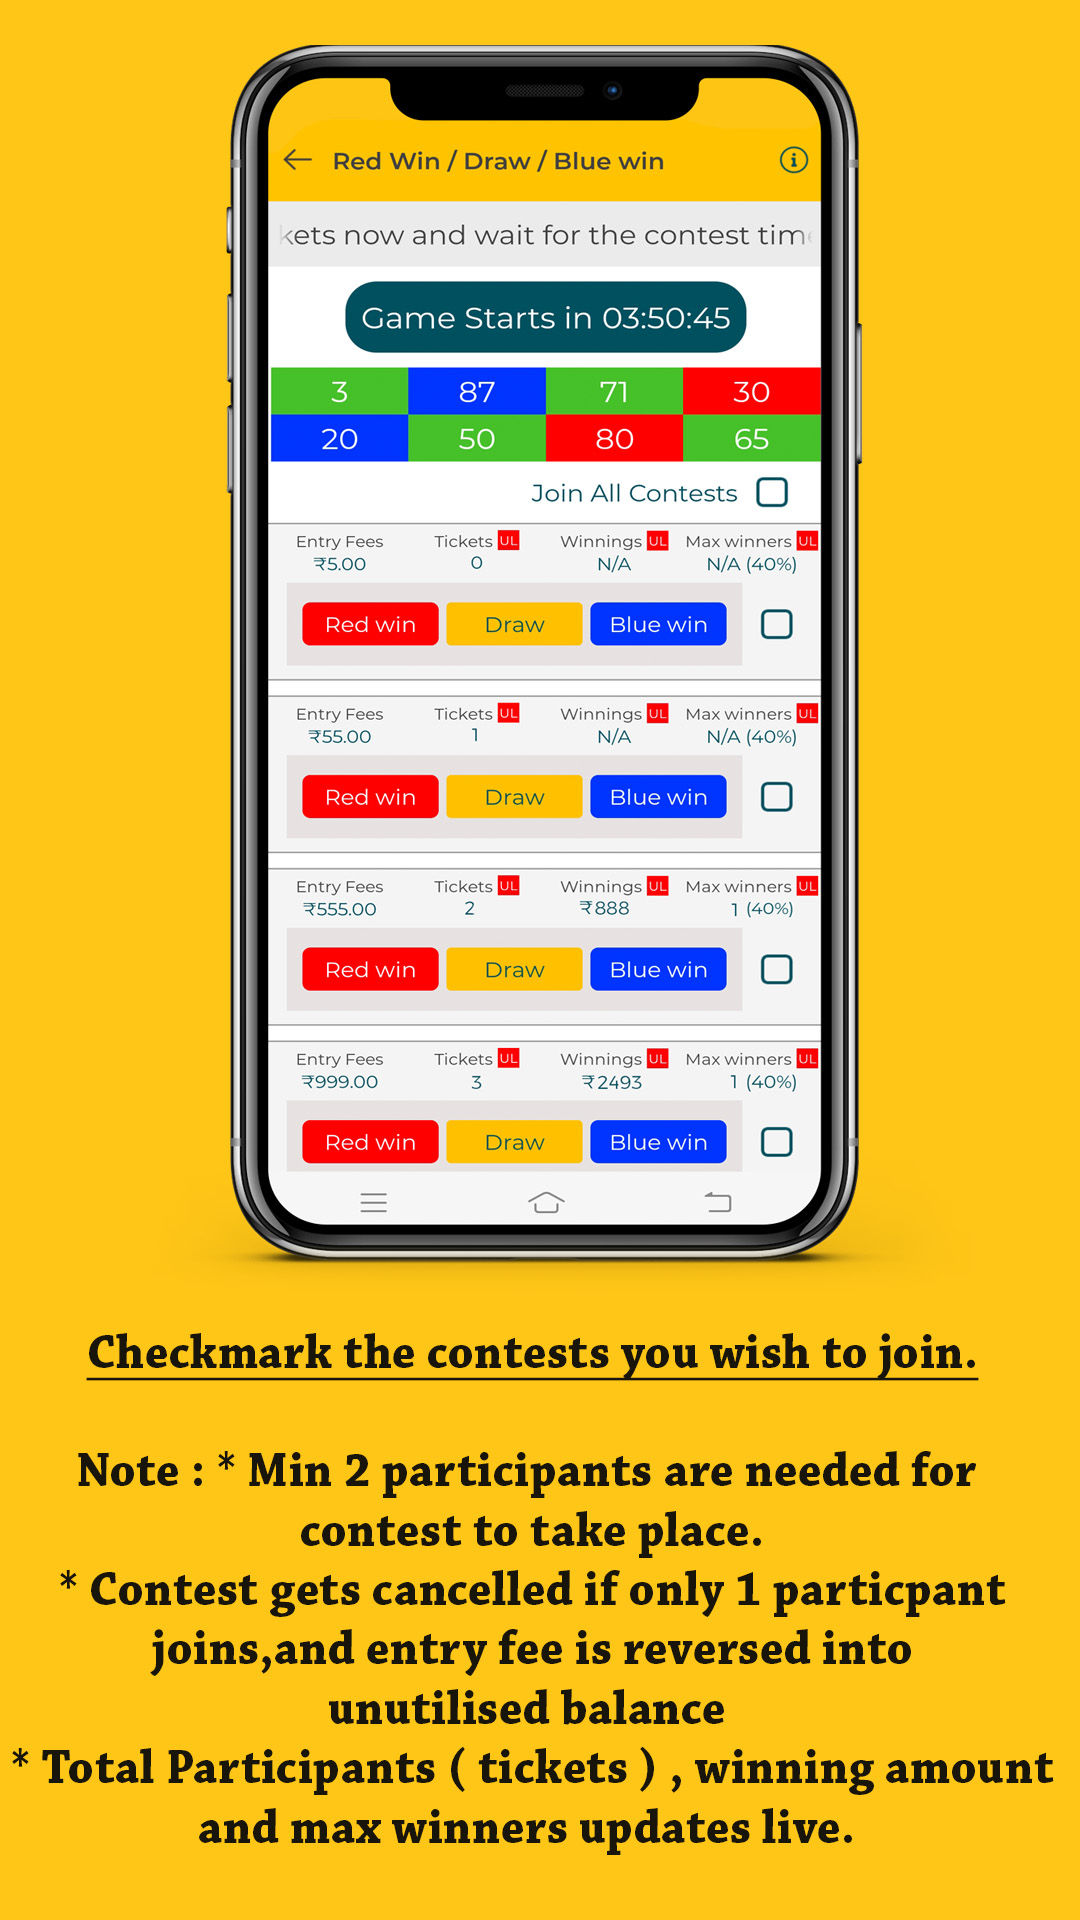 Red Win / Draw / Blue win
kets now and wait for the contest tim
Game Starts in 03:50:45
3 87 71 30
20 50 80 65
Join All Contests
Entry Fees Tickets UL Winnings UL Max winners UL
₹5.00 0 N/A N/A (40%)
Red win Draw Blue win
Entry Fees Tickets UL Winnings UL Max winners UL
₹55.00 1 N/A N/A (40%)
Red win Draw Blue win
Entry Fees Tickets UL Winnings UL Max winners UL
₹555.00 2 ₹888 1 (40%)
Red win Draw Blue win
Entry Fees Tickets UL Winnings UL Max winners UL
₹999.00 3 ₹2493 1 (40%)
Red win Draw Blue win
Checkmark the contests you wish to join.
Note : * Min 2 participants are needed for
contest to take place.
* Contest gets cancelled if only 1 particpant
joins,and entry fee is reversed into
unutilised balance
* Total Participants ( tickets ) , winning amount
and max winners updates live.